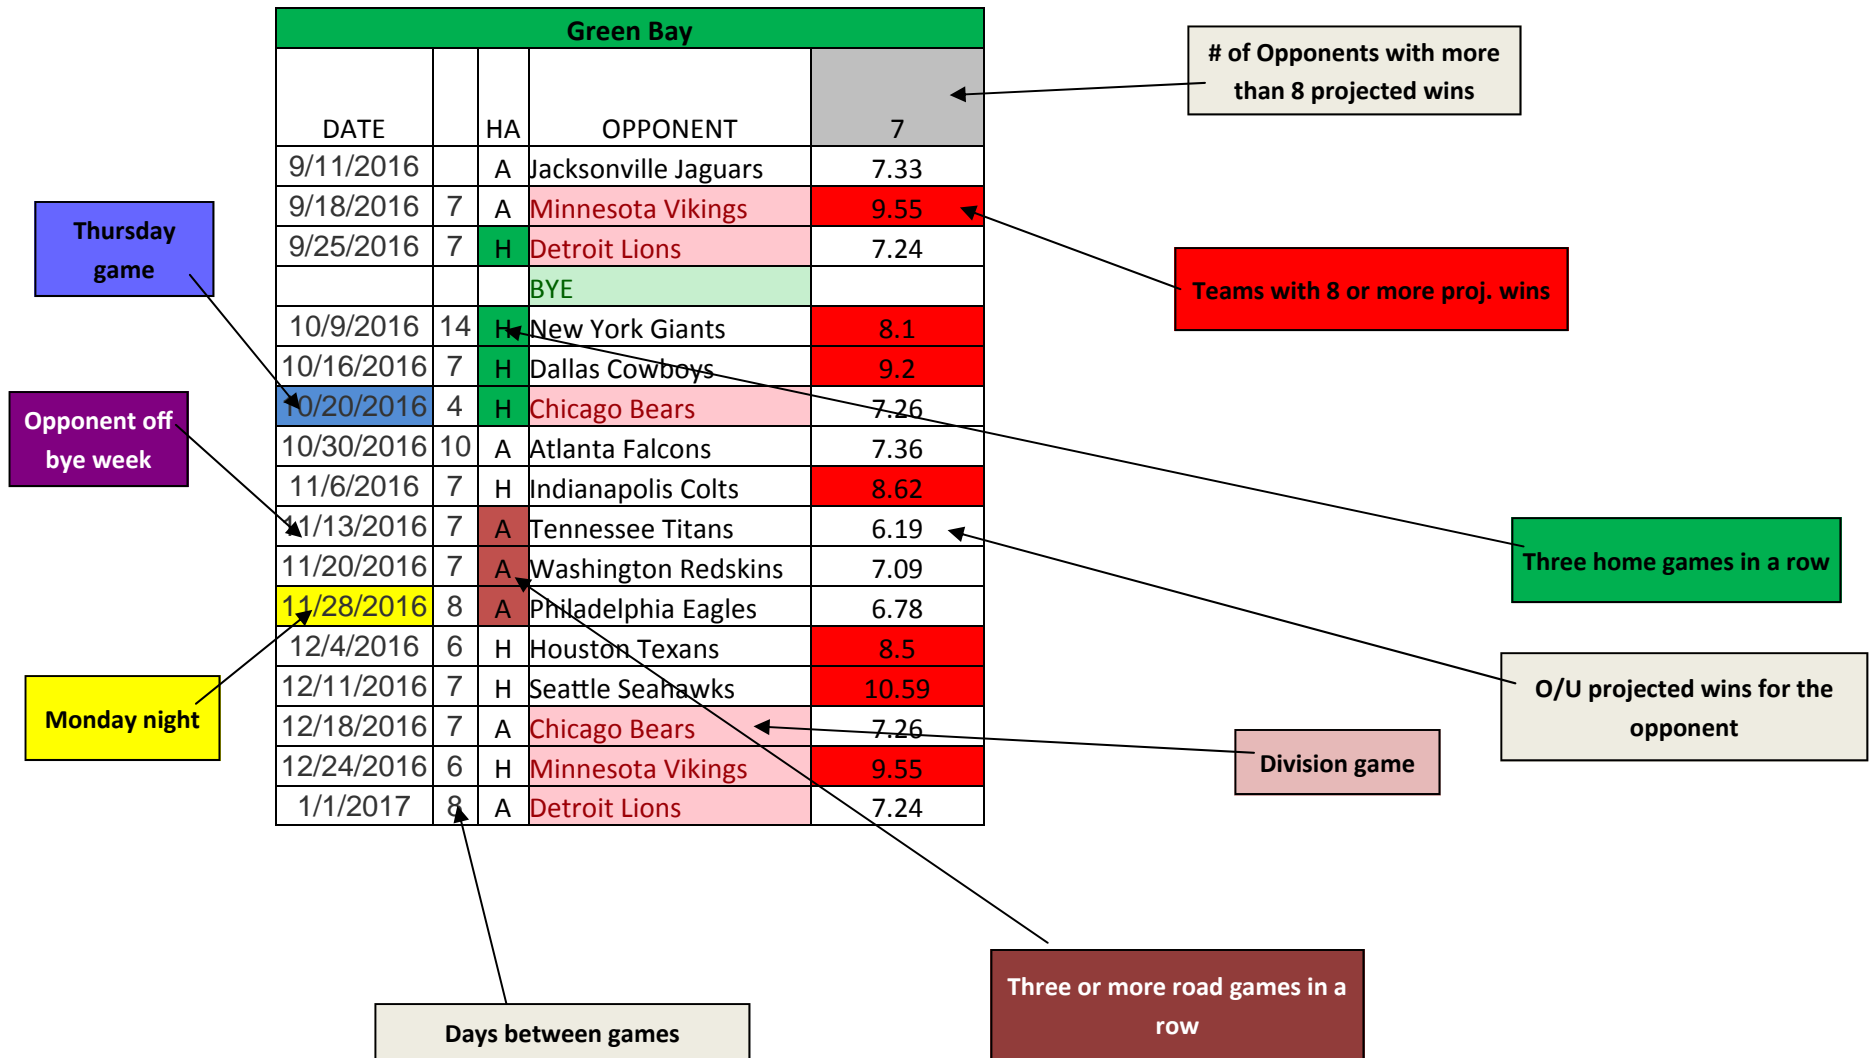 Green Bay
DATE HA OPPONENT 7
9/11/2016 A Jacksonville Jaguars 7.33
9/18/2016 7 A Minnesota Vikings 9.55
9/25/2016 7 H Detroit Lions 7.24
BYE
10/9/2016 14 H New York Giants 8.1
10/16/2016 7 H Dallas Cowboys 9.2
10/20/2016 4 H Chicago Bears 7.26
10/30/2016 10 A Atlanta Falcons 7.36
11/6/2016 7 H Indianapolis Colts 8.62
11/13/2016 7 A Tennessee Titans 6.19
11/20/2016 7 A Washington Redskins 7.09
11/28/2016 8 A Philadelphia Eagles 6.78
12/4/2016 6 H Houston Texans 8.5
12/11/2016 7 H Seattle Seahawks 10.59
12/18/2016 7 A Chicago Bears 7.26
12/24/2016 6 H Minnesota Vikings 9.55
1/1/2017 8 A Detroit Lions 7.24
Thursday
game
Opponent off
bye week
Monday night
# of Opponents with more
than 8 projected wins
Teams with 8 or more proj. wins
Three home games in a row
O/U projected wins for the
opponent
Division game
Three or more road games in a
row
Days between games